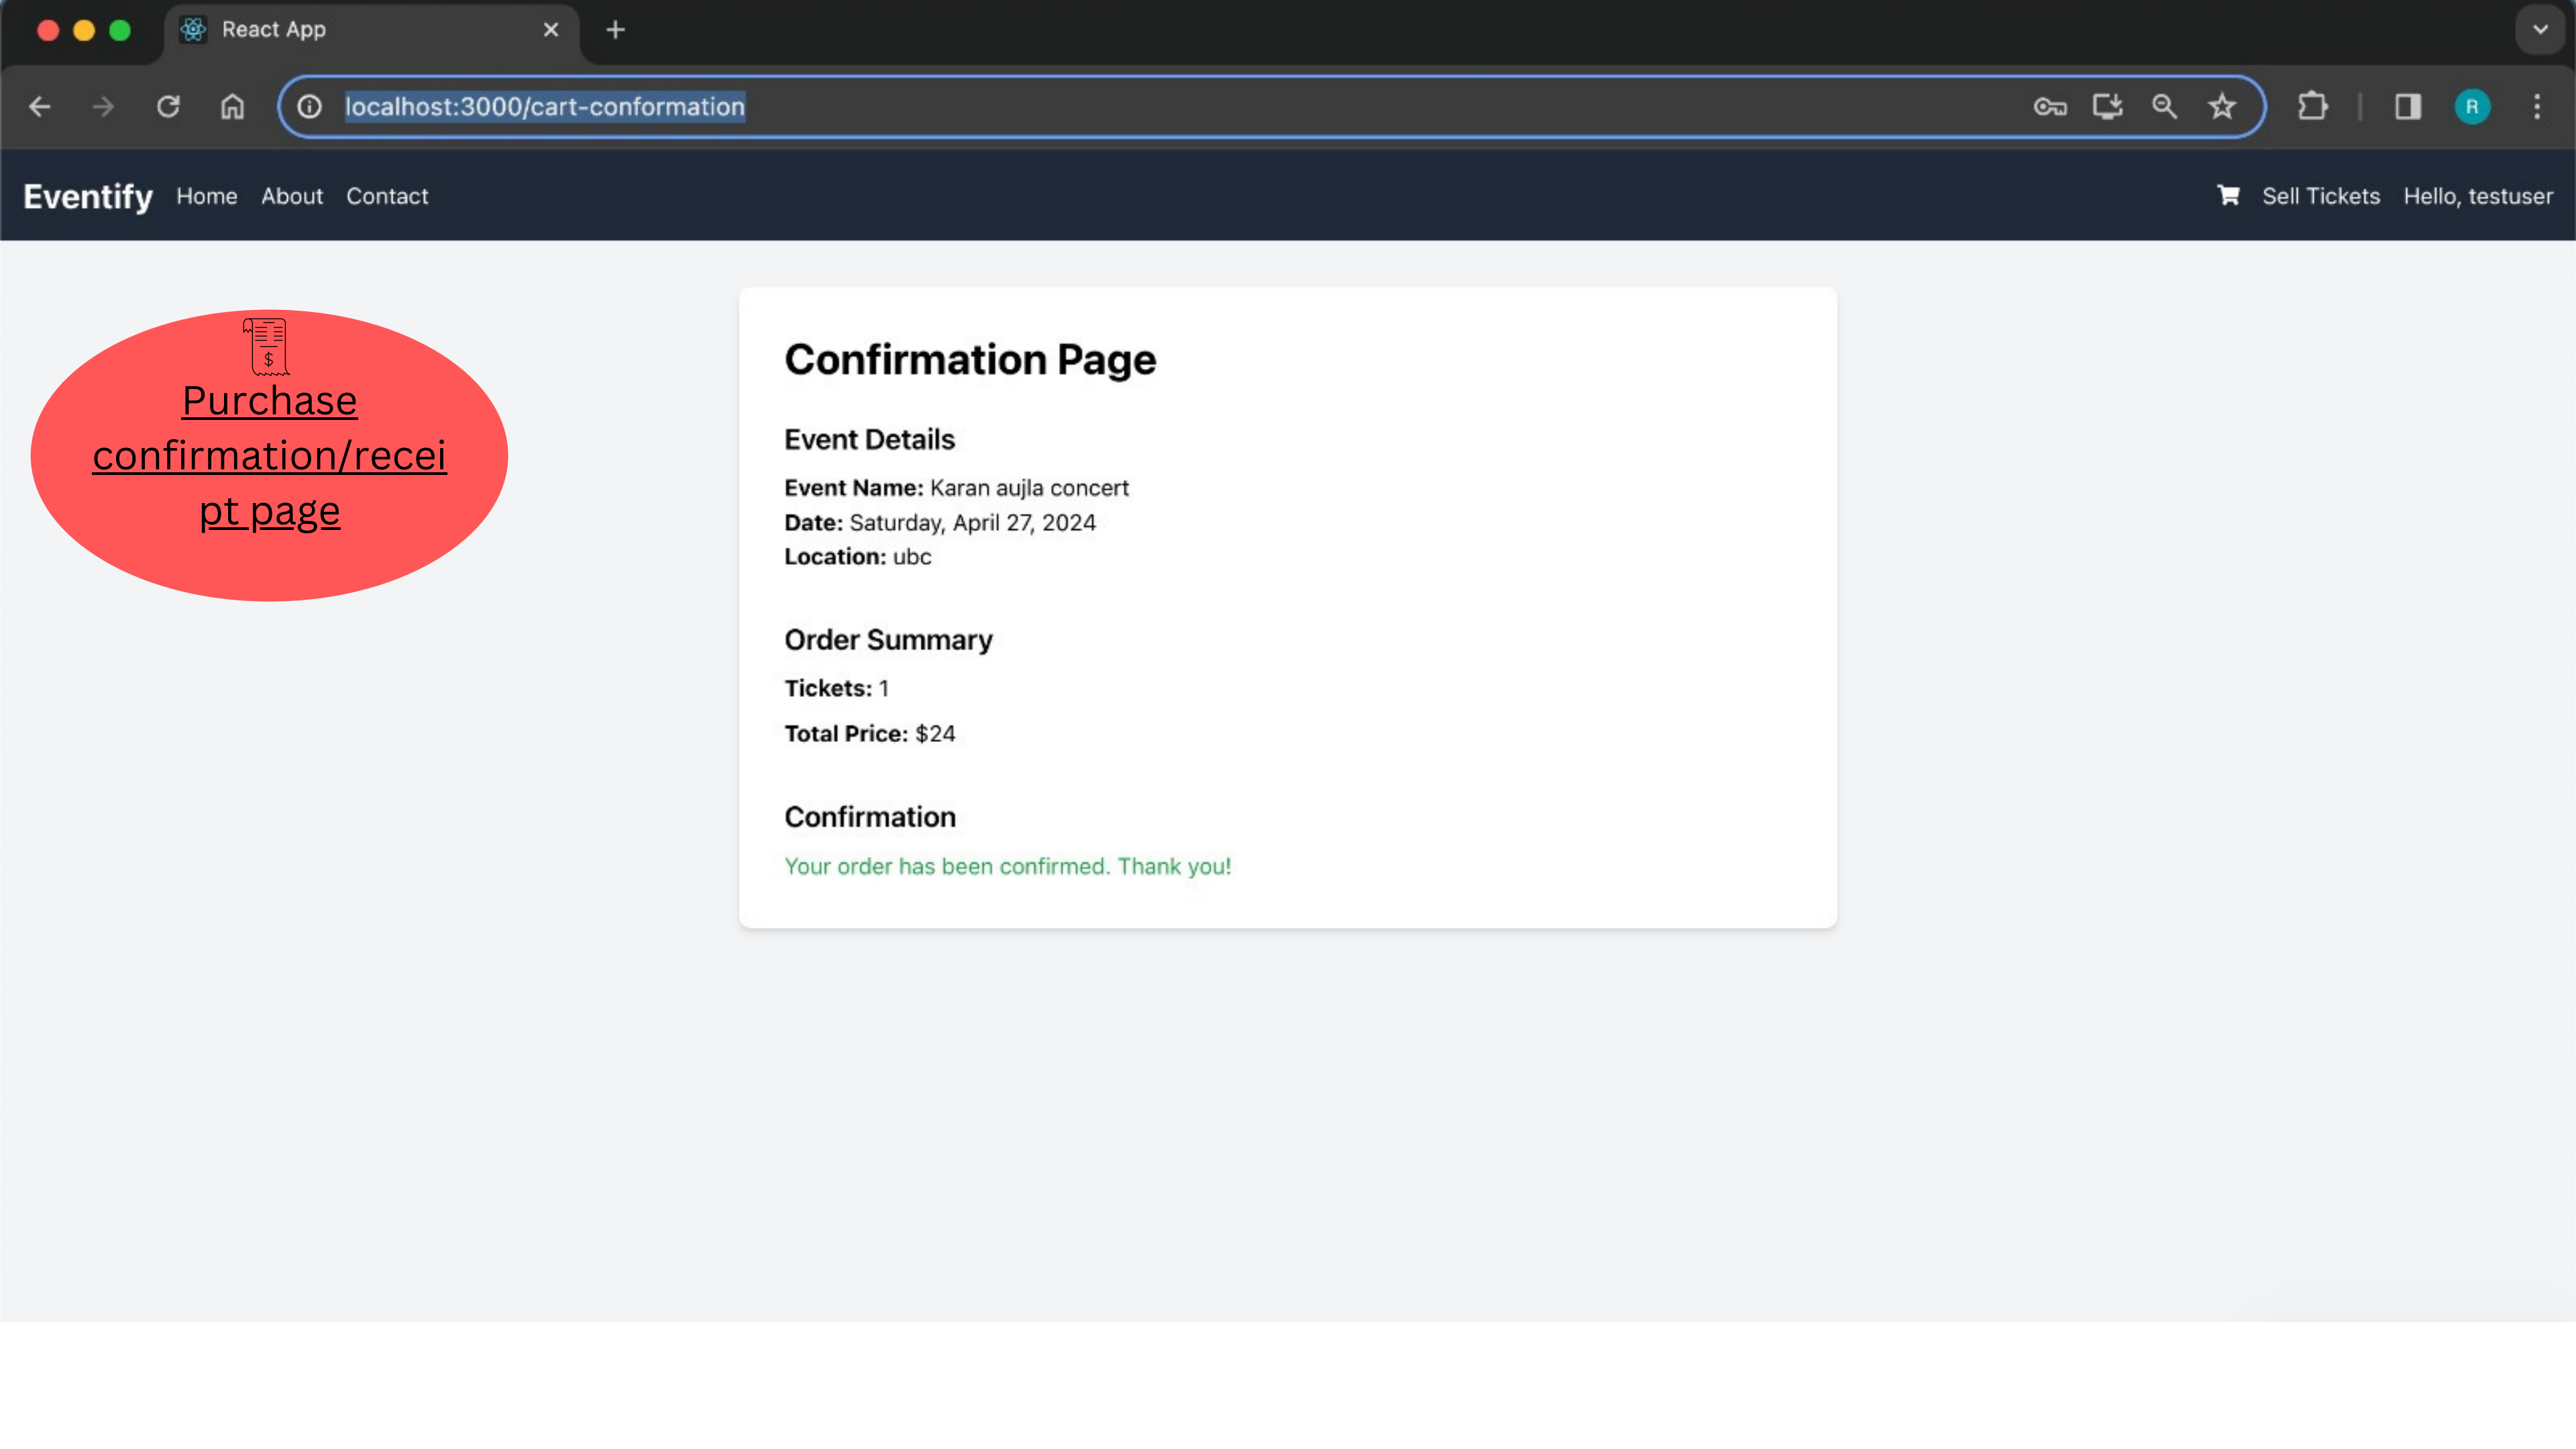 React App
localhost:3000/cart-conformation
R
Eventify Home About Contact Sell Tickets Hello, testuser
$
Purchase
confirmation/recei
pt page
Confirmation Page
Event Details
Event Name: Karan aujla concert
Date: Saturday, April 27, 2024
Location: ubc
Order Summary
Tickets: 1
Total Price: $24
Confirmation
Your order has been confirmed. Thank you!